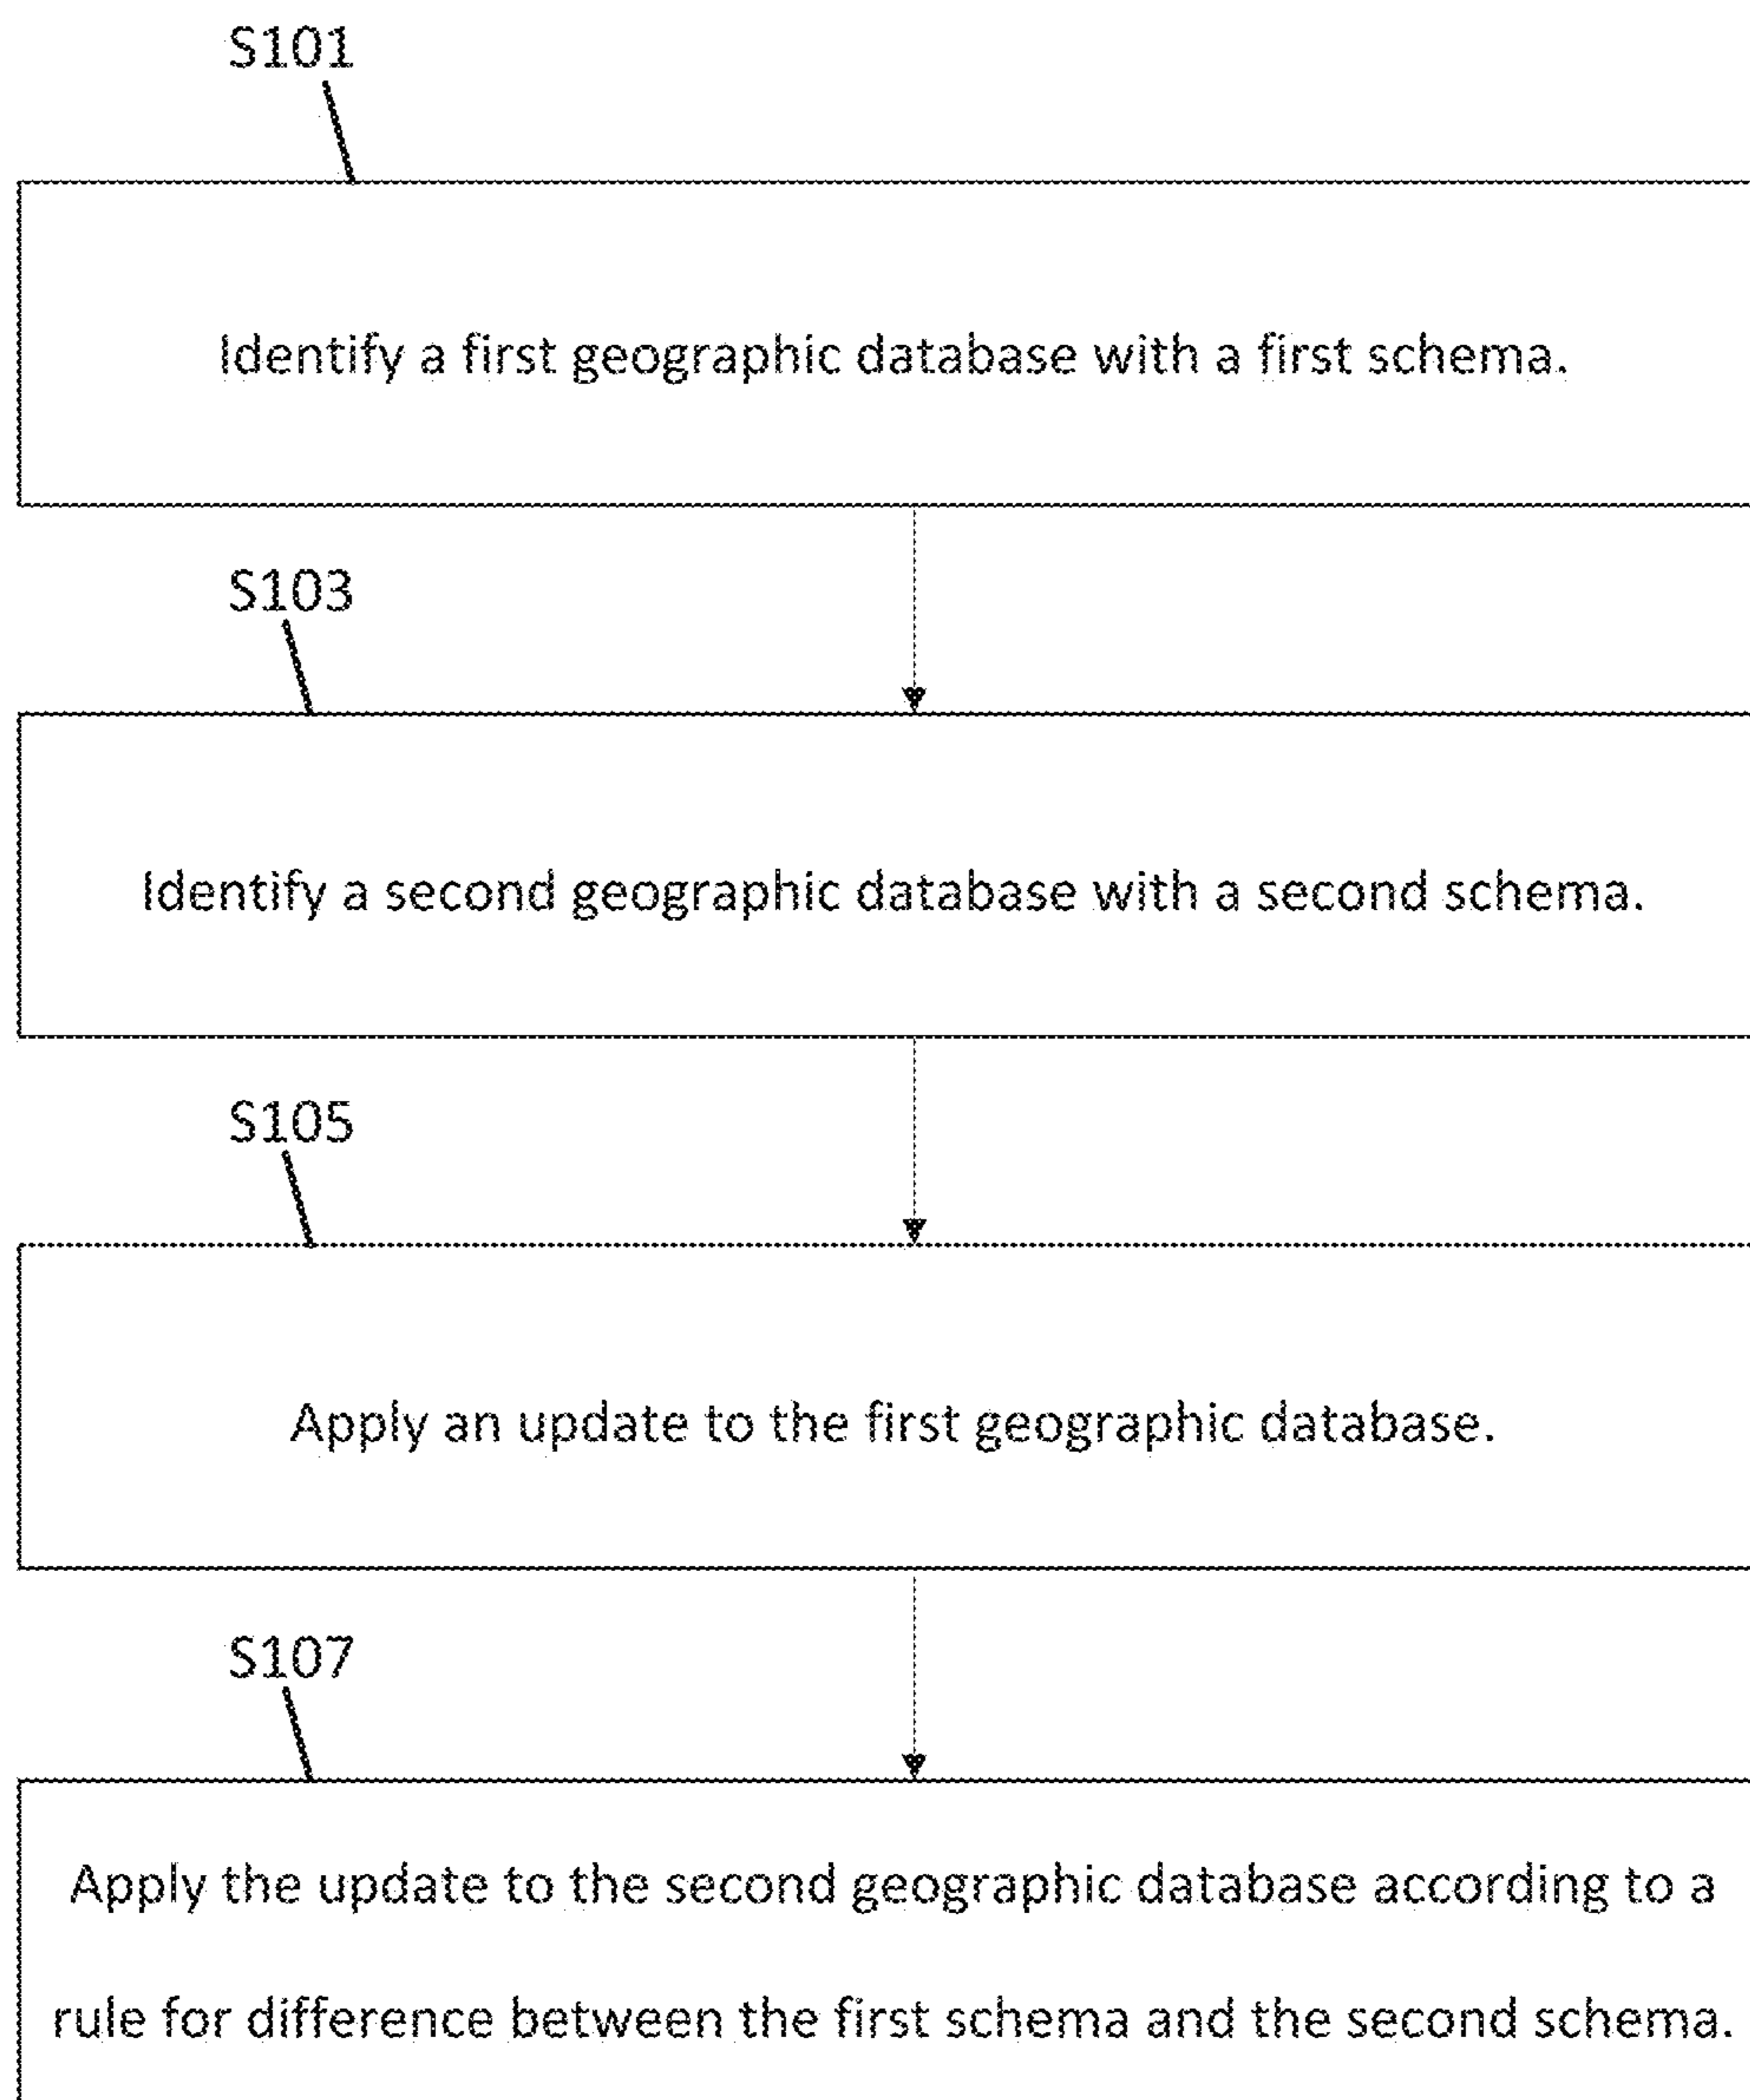 S101
Identify a first geographic database with a first schema.
S103
Identify a second geographic database with a second schema.
S105
Apply an update to the first geographic database.
S107
Apply the update to the second geographic database according to a
rule for difference between the first schema and the second schema.